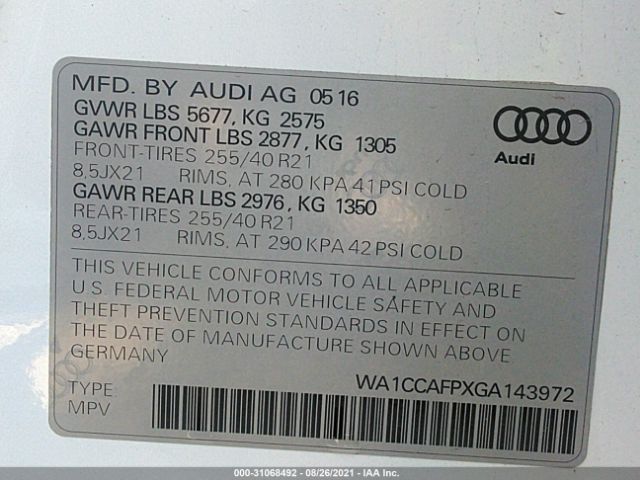 MFD. BY AUDI AG 05 16
GVWR LBS 5677, KG 2575
GAWR FRONT LBS 2877, KG 1305
FRONT-TIRES 255/40 R21
8,5JX21 RIMS, AT 280 KPA 41 PSI COLD
GAWR REAR LBS 2976, KG 1350
REAR-TIRES 255/40 R21
8,5JX21 RIMS, AT 290 KPA 42 PSI COLD
Audi
THIS VEHICLE CONFORMS TO ALL APPLICABLE
U.S. FEDERAL MOTOR VEHICLE SAFETY AND
THEFT PREVENTION STANDARDS IN EFFECT ON
THE DATE OF MANUFACTURE SHOWN ABOVE
GERMANY
WA1CCAFPXGA143972
TYPE:
MPV
000-31068492 - 08/26/2021 - IAA Inc.